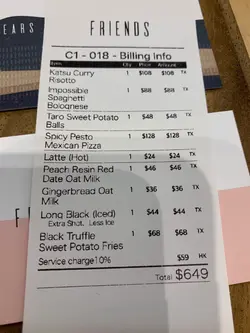 EARS
FRIENDS
C1 - 018 - Billing Info
Item Qty Price Amount
Katsu Curry 1 $108 $108 TX
Risotto
Impossible 1 $88 $88 TX
Spaghetti
Bolognese
Taro Sweet Potato 1 $48 $48 TX
Balls
Spicy Pesto 1 $128 $128 TX
Mexican Pizza
Latte (Hot) 1 $24 $24 TX
Peach Resin Red 1 $46 $46 TX
Date Oat Milk
Gingerbread Oat 1 $36 $36 TX
Milk
Long Black (Iced) 1 $44 $44 TX
Extra Shot, Less Ice
Black Truffle 1 $68 $68 TX
Sweet Potato Fries
Service charge10% $59 HK
Total $649
F